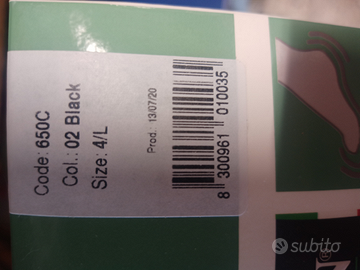 Code: 650C
Col.: 02 Black
Size: 4/L
Prod.: 13/07/20
8 300961 010035
subito